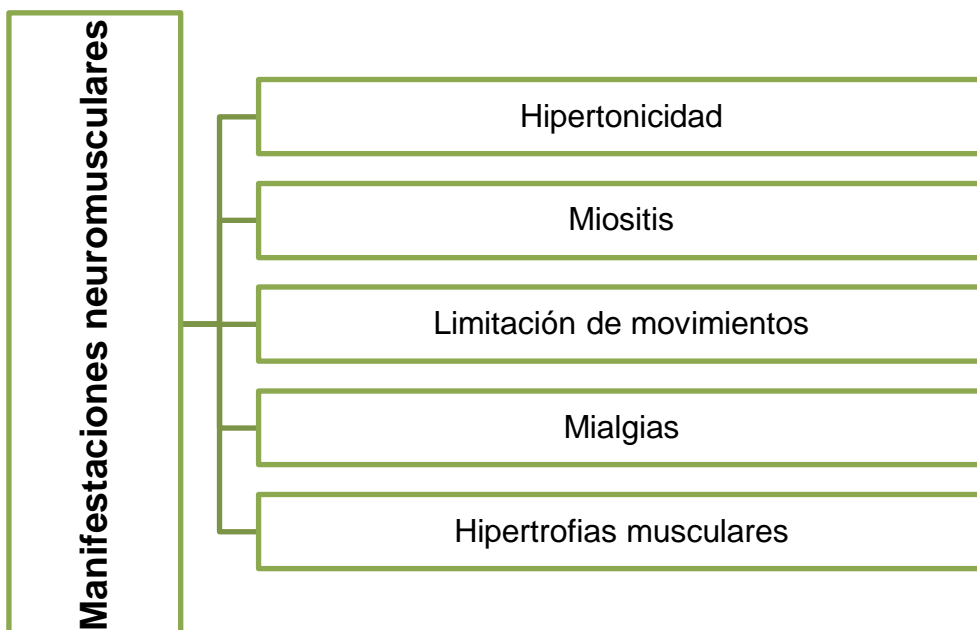 Manifestaciones neuromusculares
Hipertonicidad
Miositis
Limitación de movimientos
Mialgias
Hipertrofias musculares